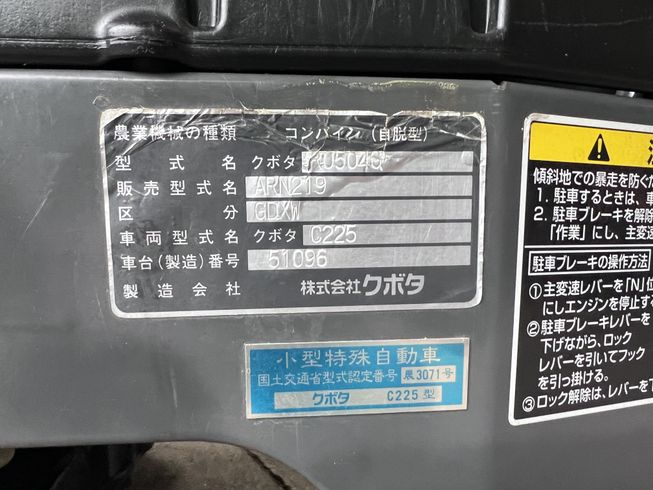 農業機械の種類 コンバイン(自脱型)
型式名 クボタ
販売型式名 ARN219
区分 GDXW
車両型式名 クボタ C225
車台(製造)番号 51096
製造会社 株式会社クボタ
小型特殊自動車
国土交通省型式認定番号 農3071号
クボタ C225型
傾斜地での暴走を防ぐ
1. 駐車するときは、
2. 駐車ブレーキを解除
「作業」にし、主変速
駐車ブレーキの操作方法
①主変速レバーを「N」位
にしエンジンを停止する
②駐車ブレーキレバーを
下げながら、ロック
レバーを引いてフック
を引っ掛ける。
③ロック解除は、レバーを下